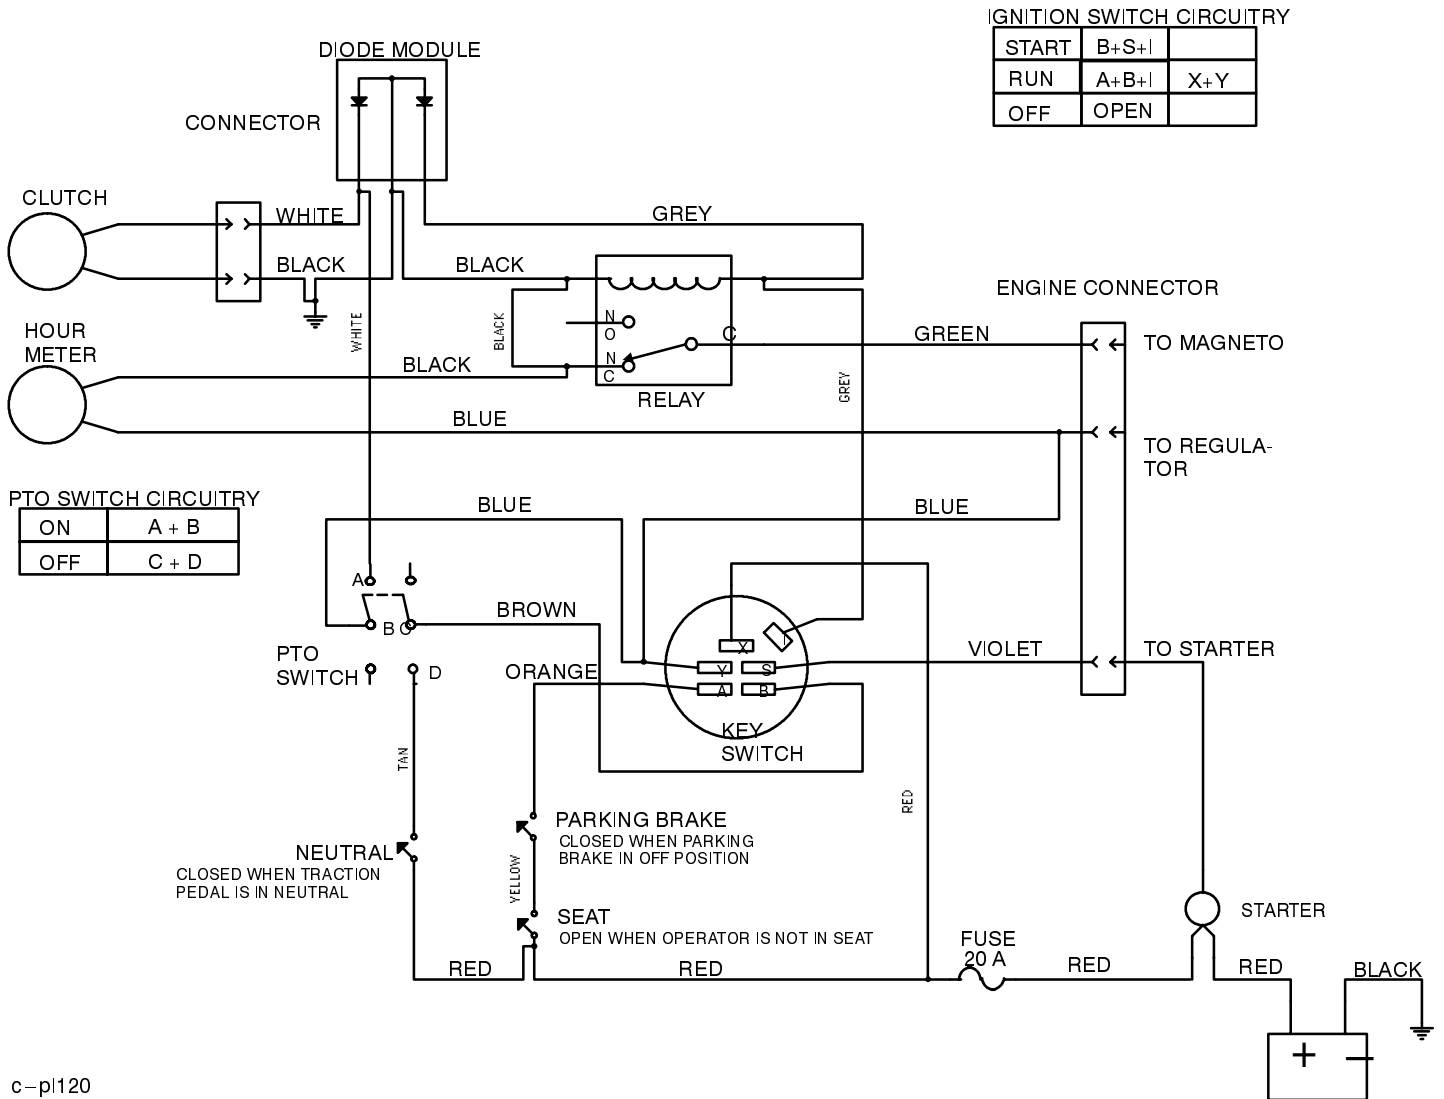 IGNITION SWITCH CIRCUITRY
START B+S+I
RUN A+B+I X+Y
OFF OPEN
DIODE MODULE
CONNECTOR
CLUTCH
WHITE
GREY
BLACK
BLACK
ENGINE CONNECTOR
WHITE
BLACK
N
O
C
N
C
GREEN
TO MAGNETO
HOUR
METER
BLACK
RELAY
GREY
BLUE
TO REGULA-
TOR
PTO SWITCH CIRCUITRY
ON A + B
OFF C + D
BLUE
BLUE
A
B C
BROWN
PTO
SWITCH
D
ORANGE
X
I
Y
S
A
B
KEY
SWITCH
VIOLET
TO STARTER
TAN
RED
NEUTRAL
CLOSED WHEN TRACTION
PEDAL IS IN NEUTRAL
PARKING BRAKE
CLOSED WHEN PARKING
BRAKE IN OFF POSITION
YELLOW
SEAT
OPEN WHEN OPERATOR IS NOT IN SEAT
STARTER
FUSE
20 A
RED
RED
RED
RED
BLACK
+
−
c-pl120